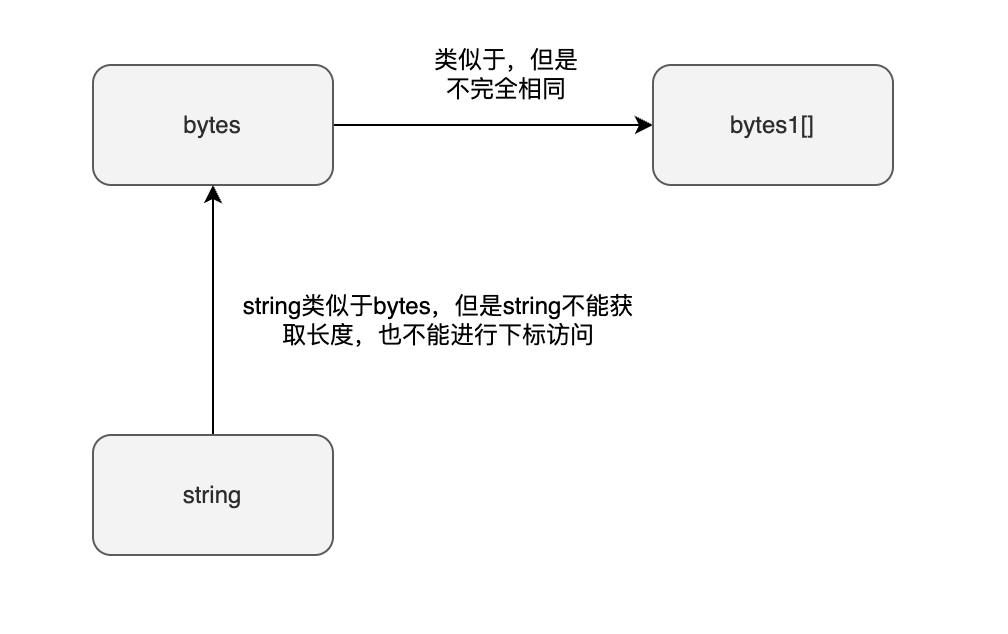 类似于，但是
不完全相同
bytes
bytes1[]
string类似于bytes，但是string不能获
取长度，也不能进行下标访问
string